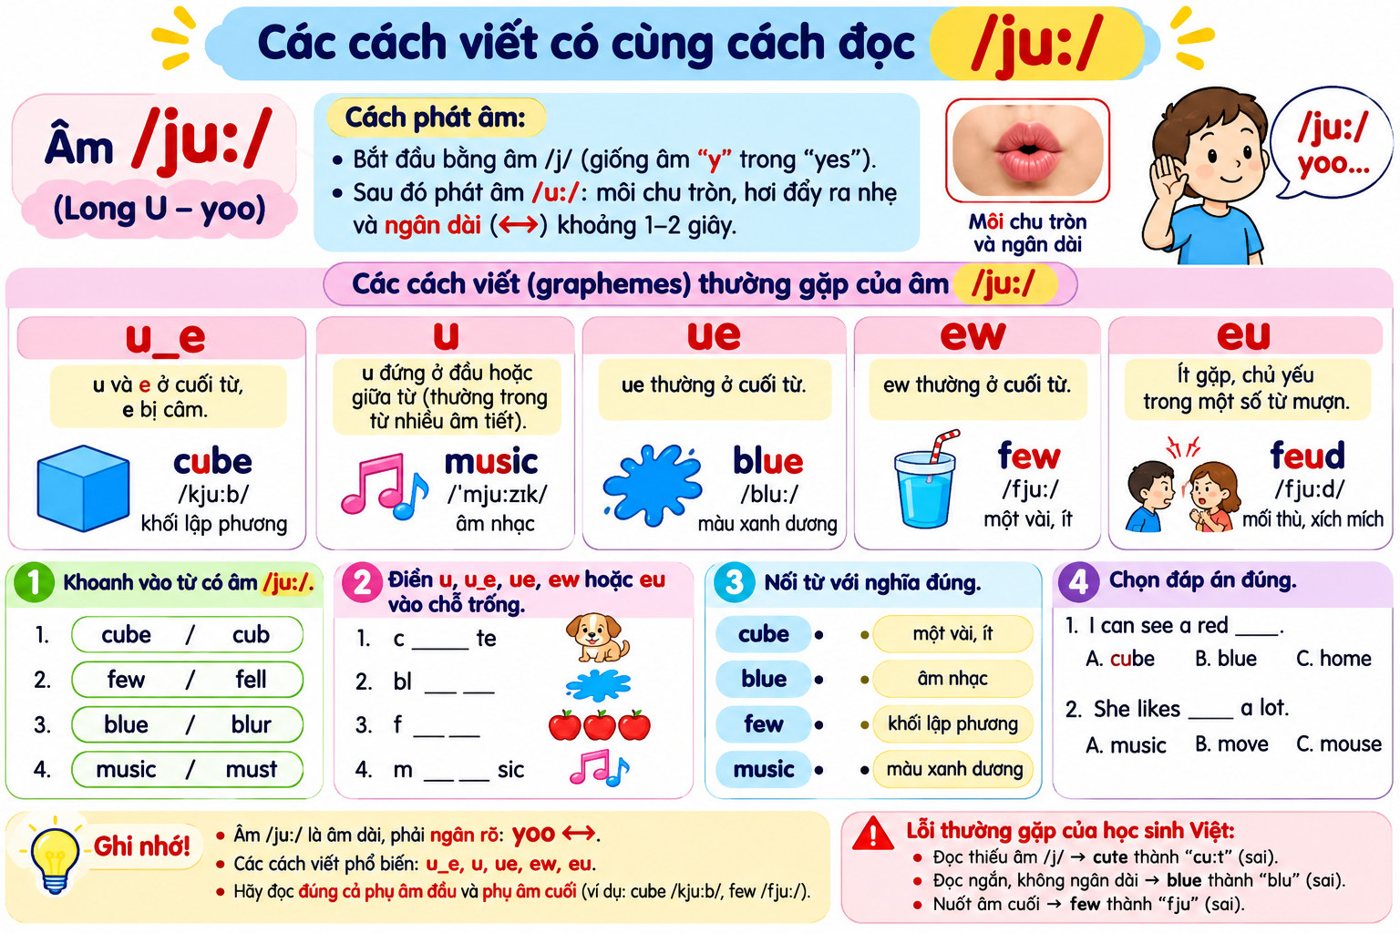 Các cách viết có cùng cách đọc /ju:/
Âm /ju:/
(Long U – yoo)
Cách phát âm:
• Bắt đầu bằng âm /j/ (giống âm “y” trong “yes”).
• Sau đó phát âm /u:/: môi chu tròn, hơi đẩy ra nhẹ
và ngân dài (↔) khoảng 1–2 giây.
Môi chu tròn
và ngân dài
/ju:/
yoo...
Các cách viết (graphemes) thường gặp của âm /ju:/
u_e
u và e ở cuối từ,
e bị câm.
cube
/kju:b/
khối lập phương
u
u đứng ở đầu hoặc
giữa từ (thường trong
từ nhiều âm tiết).
music
/'mju:zɪk/
âm nhạc
ue
ue thường ở cuối từ.
blue
/blu:/
màu xanh dương
ew
ew thường ở cuối từ.
few
/fju:/
một vài, ít
eu
Ít gặp, chủ yếu
trong một số từ mượn.
feud
/fju:d/
mối thù, xích mích
1 Khoanh vào từ có âm /ju:/.
1. cube / cub
2. few / fell
3. blue / blur
4. music / must
2 Điền u, u_e, ue, ew hoặc eu
vào chỗ trống.
1. c _____ te
2. bl ___ ___
3. f ___ ___
4. m ___ ___ sic
3 Nối từ với nghĩa đúng.
cube • • một vài, ít
blue • • âm nhạc
few • • khối lập phương
music • • màu xanh dương
4 Chọn đáp án đúng.
1. I can see a red ____.
A. cube B. blue C. home
2. She likes ____ a lot.
A. music B. move C. mouse
Ghi nhớ!
• Âm /ju:/ là âm dài, phải ngân rõ: yoo ↔.
• Các cách viết phổ biến: u_e, u, ue, ew, eu.
• Hãy đọc đúng cả phụ âm đầu và phụ âm cuối (ví dụ: cube /kju:b/, few /fju:/).
Lỗi thường gặp của học sinh Việt:
• Đọc thiếu âm /j/ → cute thành “cu:t” (sai).
• Đọc ngắn, không ngân dài → blue thành “blu” (sai).
• Nuốt âm cuối → few thành “fju” (sai).